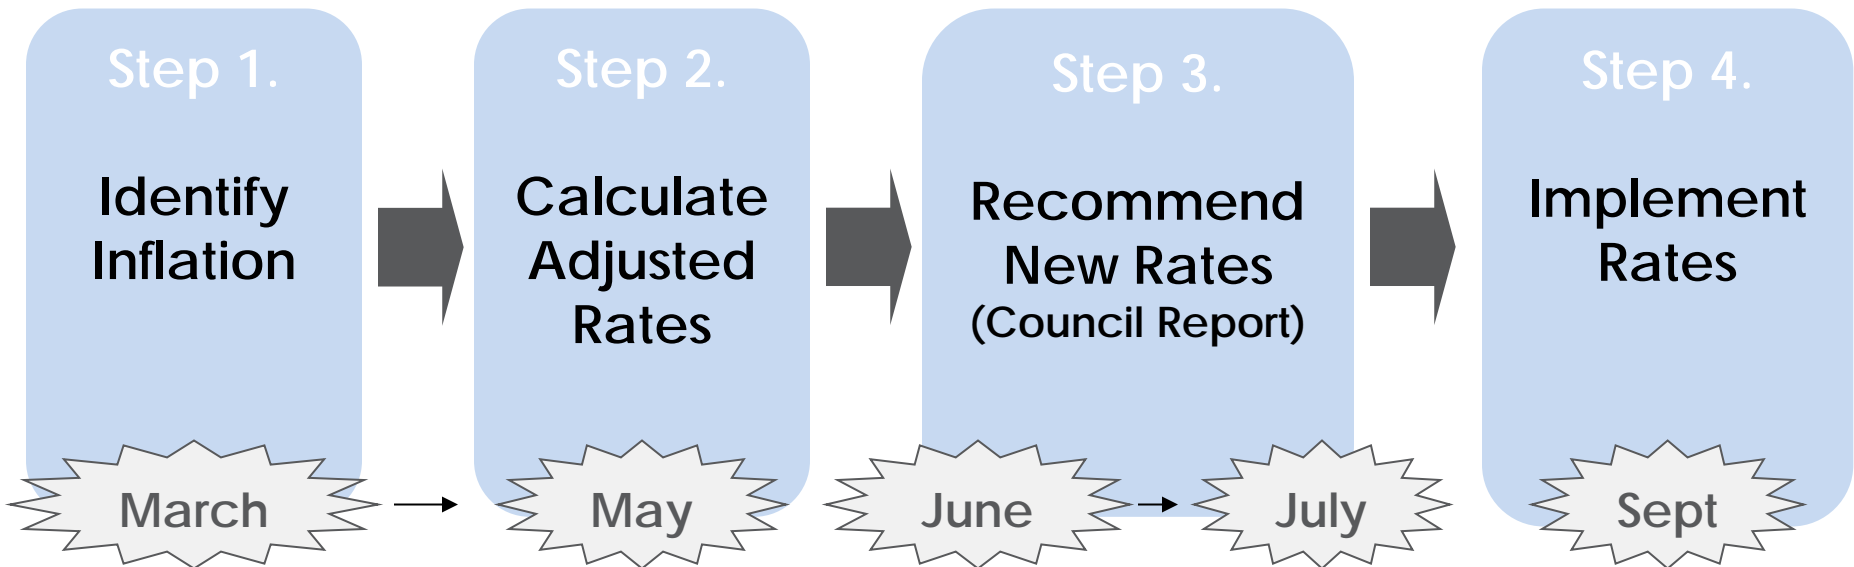 Step 1.
Identify
Inflation
March
Step 2.
Calculate
Adjusted
Rates
May
Step 3.
Recommend
New Rates
(Council Report)
June
July
Step 4.
Implement
Rates
Sept